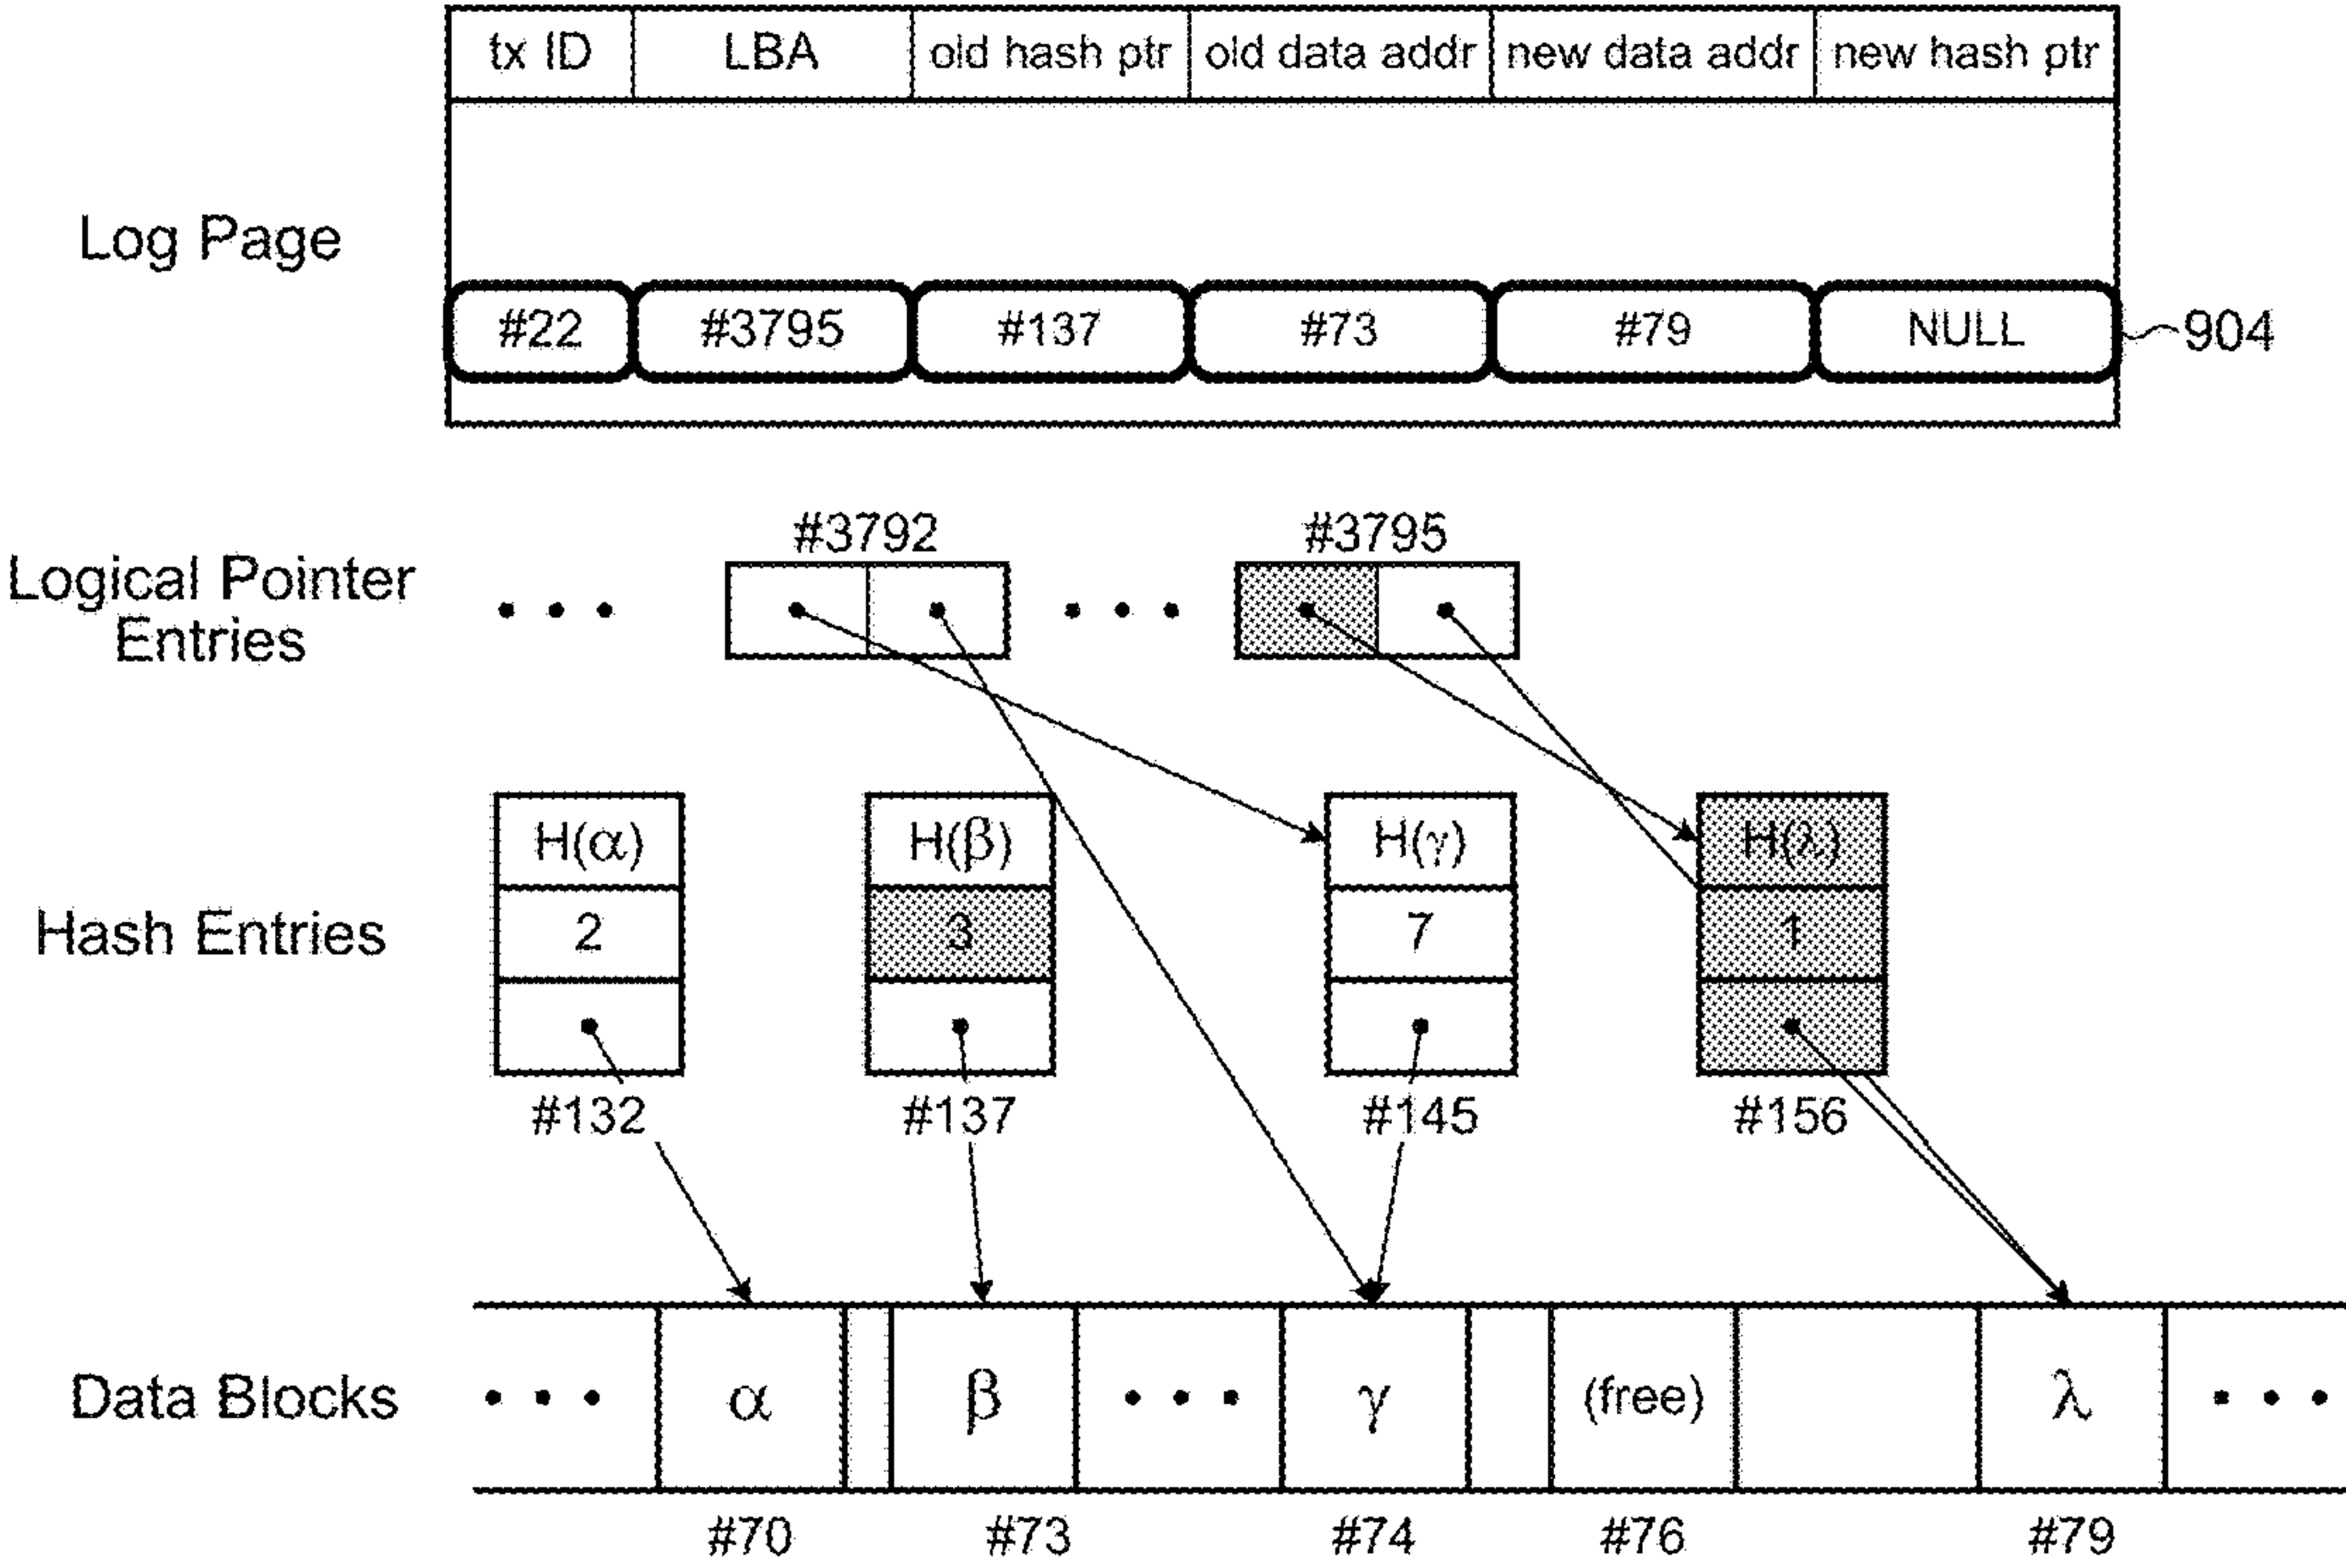 tx ID LBA old hash ptr old data addr new data addr new hash ptr
Log Page
#22 #3795 #137 #73 #79 NULL 904
#3792 #3795
Logical Pointer
Entries
H(α) H(β) H(γ) H(λ)
Hash Entries 2 3 7 1
#132 #137 #145 #156
Data Blocks α β γ (free) λ
#70 #73 #74 #76 #79